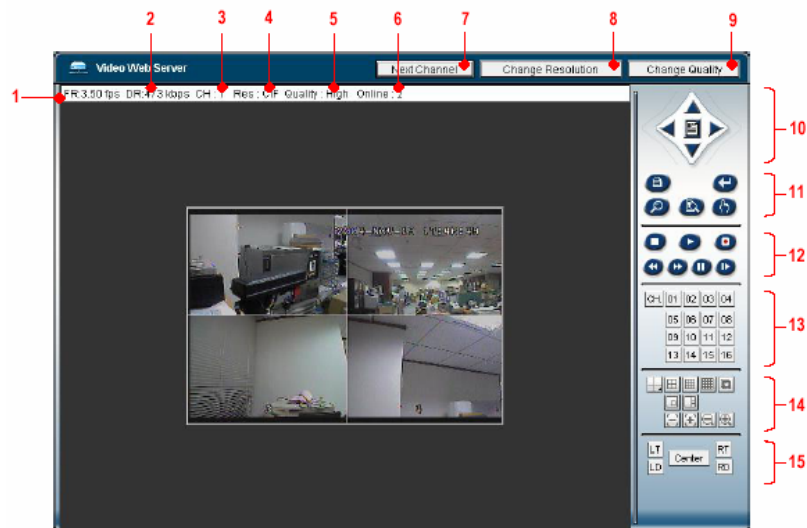 2 3 4 5 6 7 8 9
Video Web Server
Next Channel
Change Resolution
Change Quality
1
FR:3.50 fps DR:473 kbps CH : 1 Res : CIF Quality : High Online : 2
10
11
12
CH. 01 02 03 04
05 06 07 08
09 10 11 12
13 14 15 16
13
14
LT RT
Center
LD RD
15